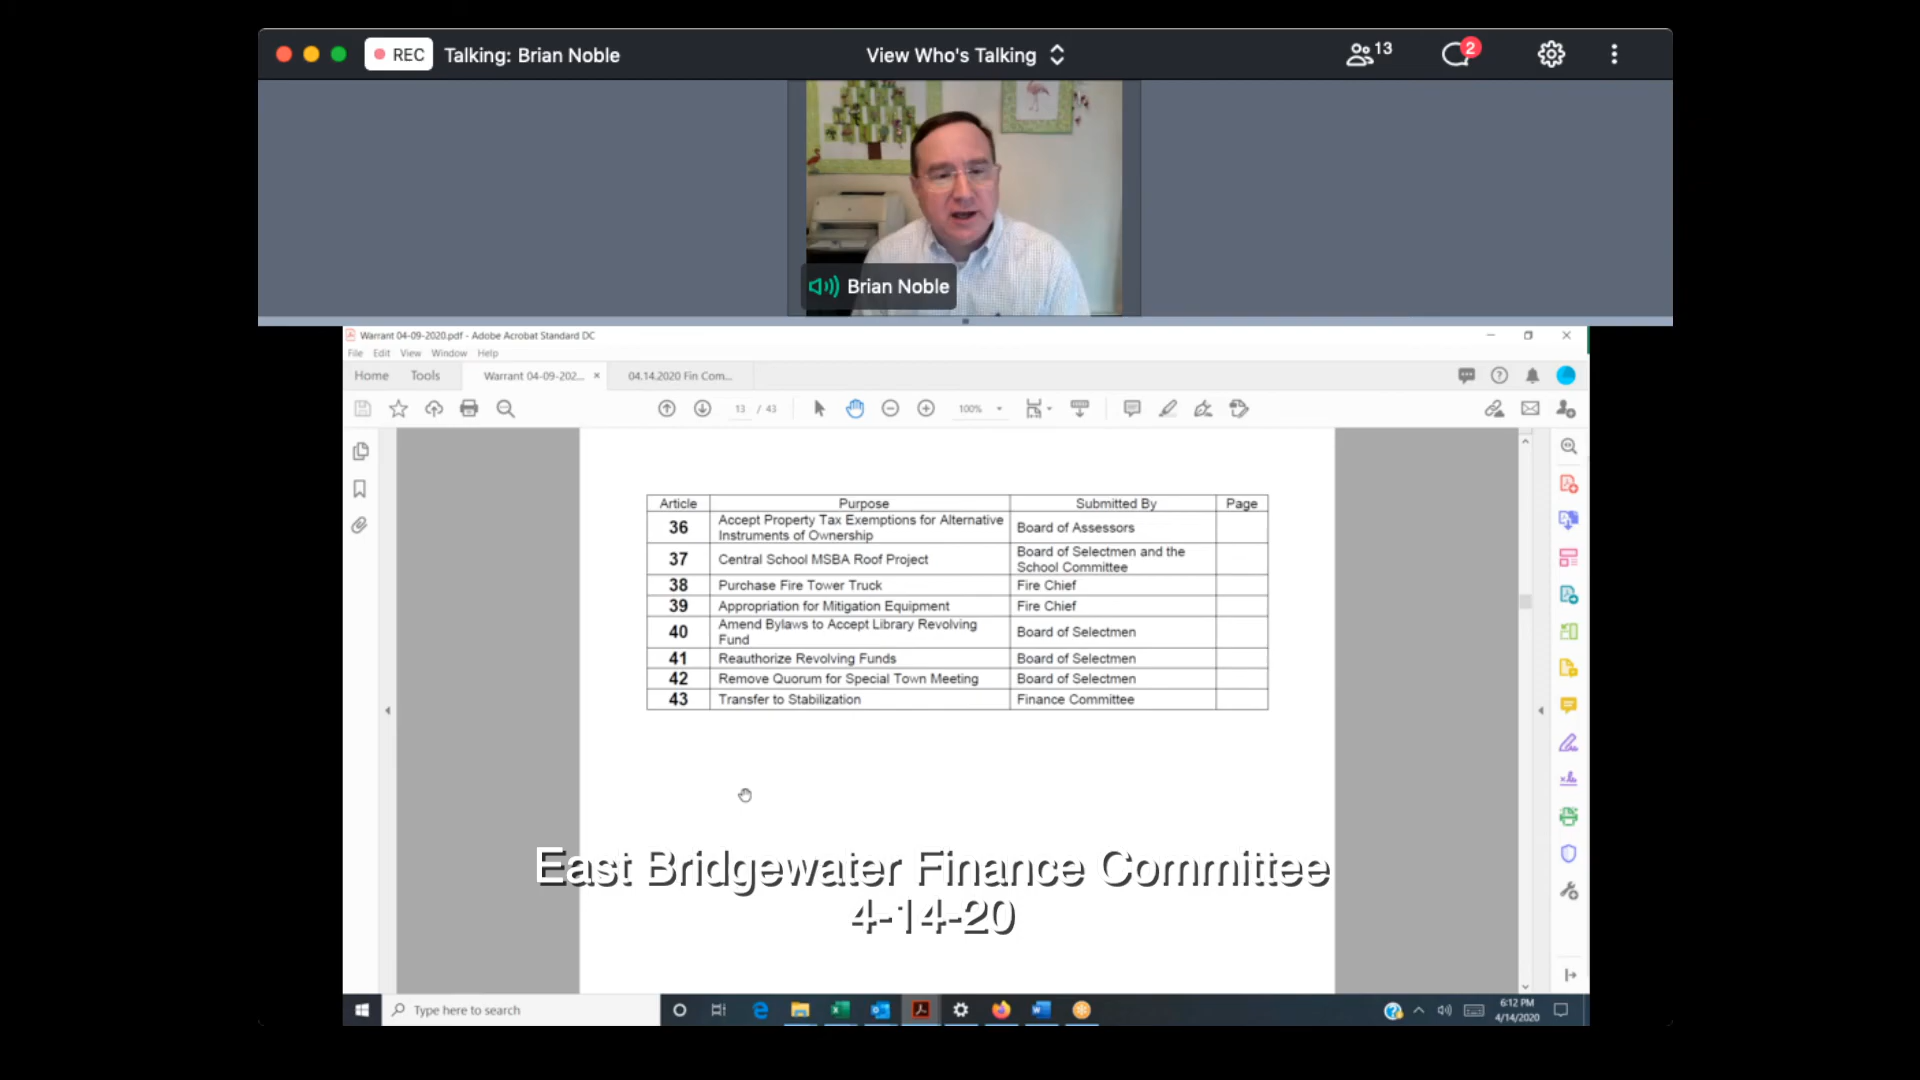 REC
Talking: Brian Noble
View Who's Talking
13
2
Brian Noble
Warrant 04-09-2020.pdf - Adobe Acrobat Standard DC
File Edit View Window Help
Home Tools Warrant 04-09-202... × 04.14.2020 Fin Com...
13 / 43 100%
Article Purpose Submitted By Page
36 Accept Property Tax Exemptions for Alternative
Instruments of Ownership Board of Assessors
37 Central School MSBA Roof Project Board of Selectmen and the
School Committee
38 Purchase Fire Tower Truck Fire Chief
39 Appropriation for Mitigation Equipment Fire Chief
40 Amend Bylaws to Accept Library Revolving
Fund Board of Selectmen
41 Reauthorize Revolving Funds Board of Selectmen
42 Remove Quorum for Special Town Meeting Board of Selectmen
43 Transfer to Stabilization Finance Committee
East Bridgewater Finance Committee
4-14-20
Type here to search
6:12 PM
4/14/2020